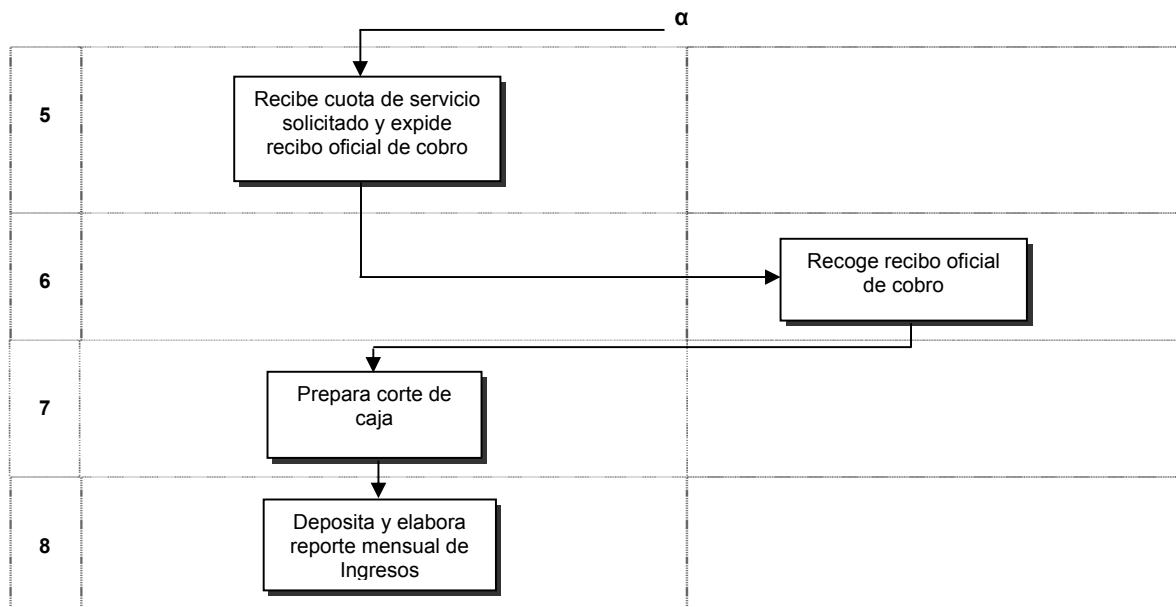 α
5
Recibe cuota de servicio
solicitado y expide
recibo oficial de cobro
6
Recoge recibo oficial
de cobro
7
Prepara corte de
caja
8
Deposita y elabora
reporte mensual de
Ingresos